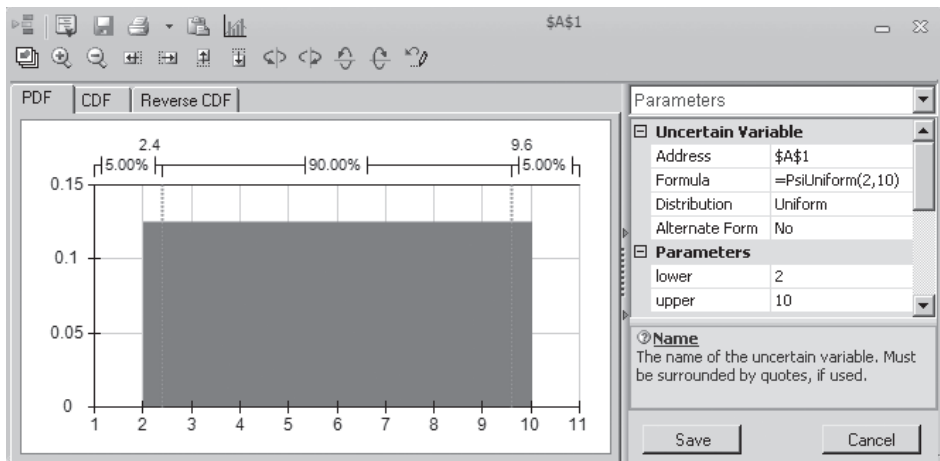 $A$1
PDF CDF Reverse CDF
2.4 9.6
5.00% 90.00% 5.00%
0.15
0.1
0.05
0
1 2 3 4 5 6 7 8 9 10 11
Parameters
Uncertain Variable
Address $A$1
Formula =PsiUniform(2,10)
Distribution Uniform
Alternate Form No
Parameters
lower 2
upper 10
Name
The name of the uncertain variable. Must
be surrounded by quotes, if used.
Save Cancel